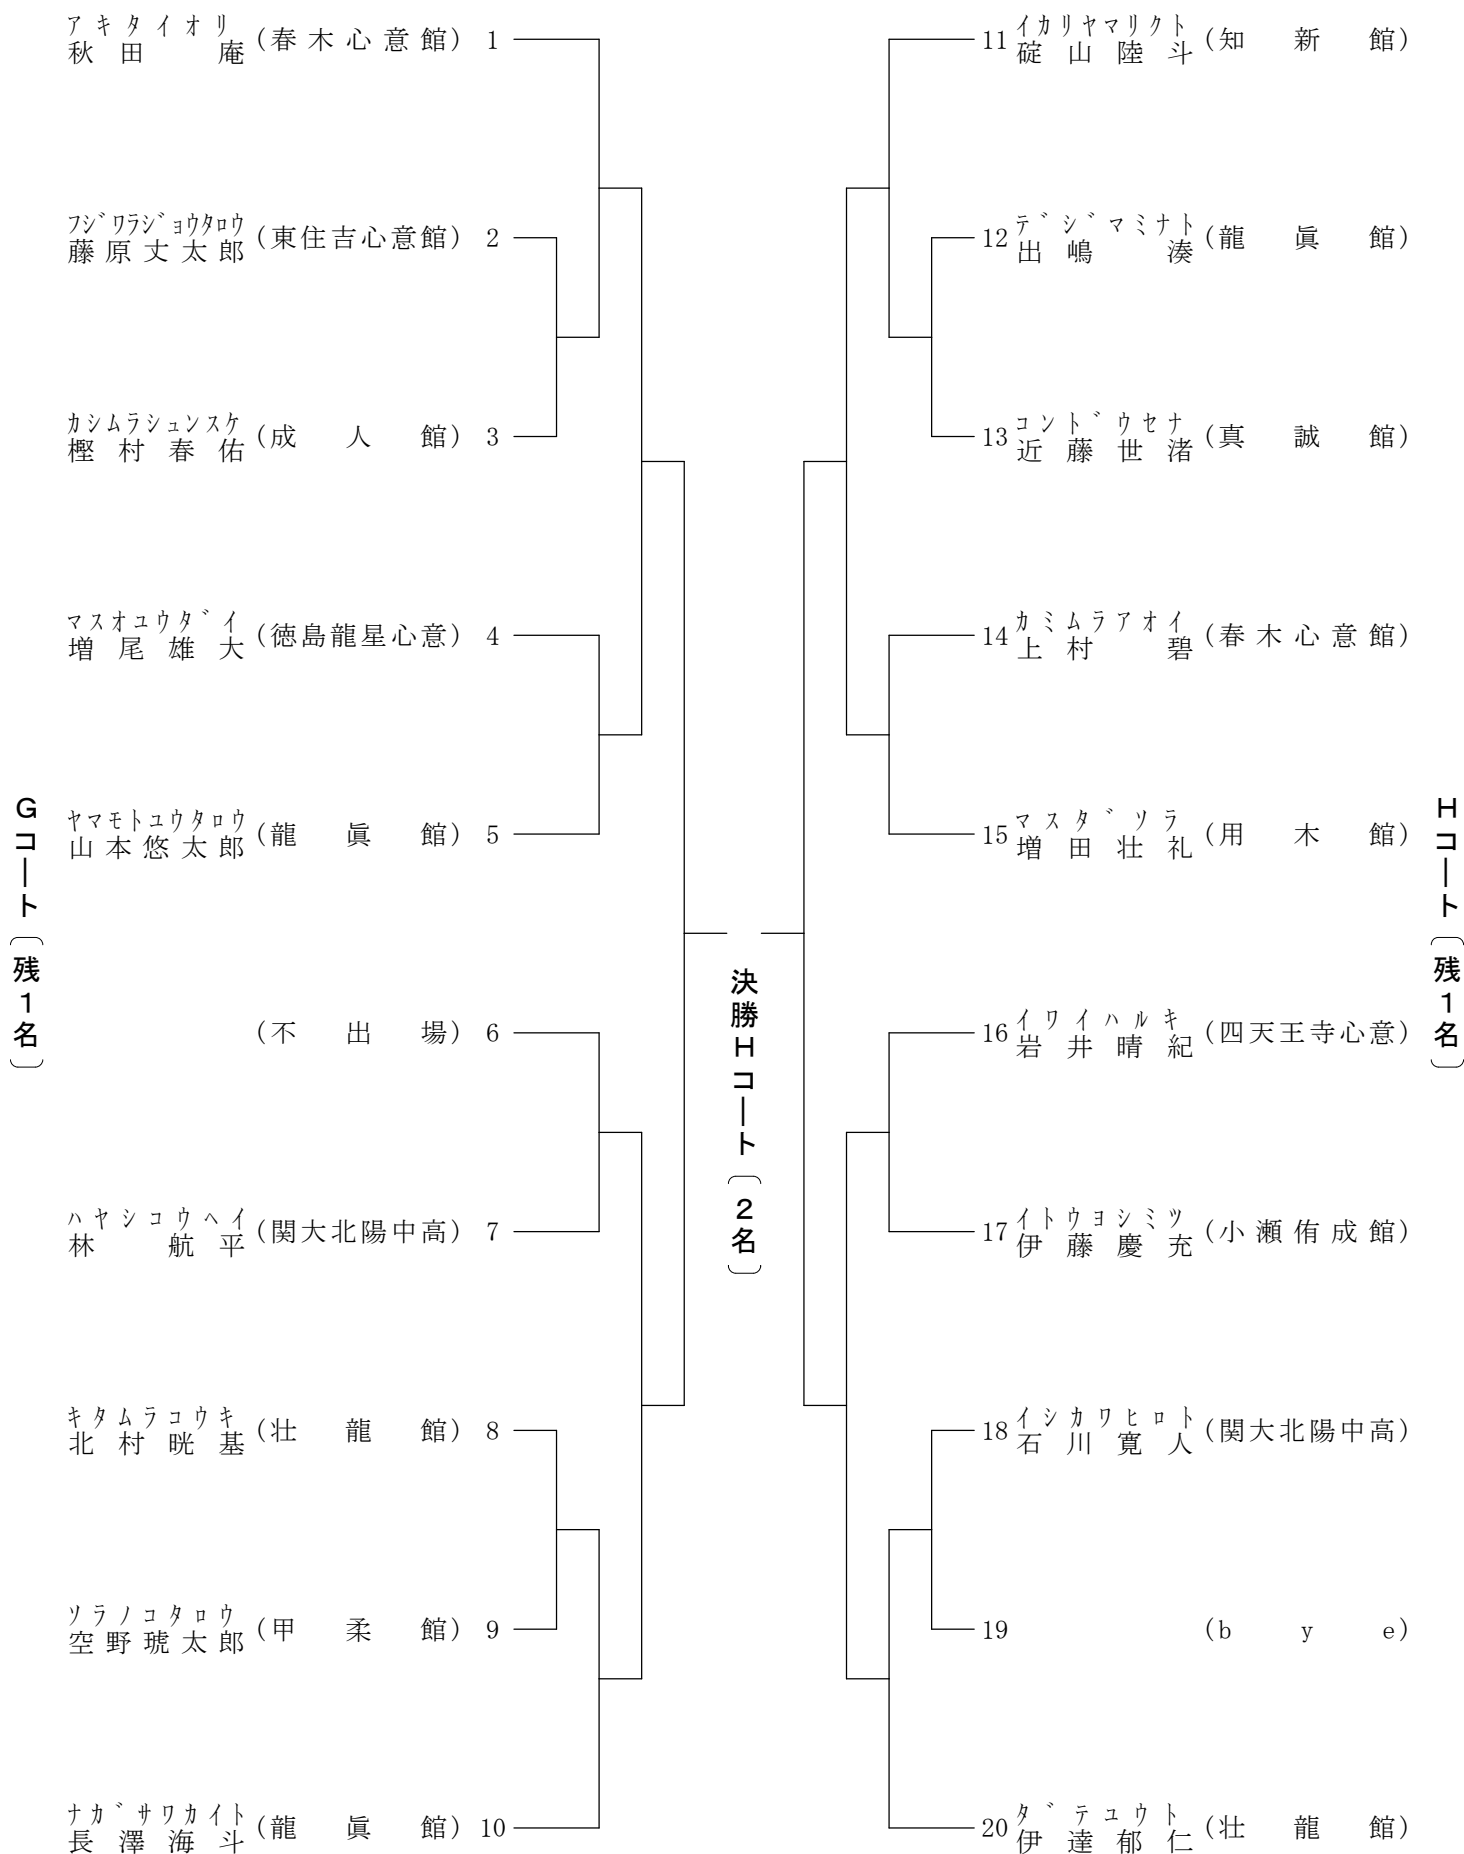 Gコート〔残1名〕
アキタイオリ
秋田庵 (春木心意館) 1
フジワラジョウタロウ
藤原丈太郎 (東住吉心意館) 2
カシムラシュンスケ
樫村春佑 (成人館) 3
マスオユウダイ
増尾雄大 (徳島龍星心意) 4
ヤマモトユウタロウ
山本悠太郎 (龍眞館) 5
(不出場) 6
ハヤシコウヘイ
林航平 (関大北陽中高) 7
キタムラコウキ
北村晄基 (壮龍館) 8
ソラノコタロウ
空野琥太郎 (甲柔館) 9
ナガサワカイト
長澤海斗 (龍眞館) 10
決勝Hコート〔2名〕
イカリヤマリクト
11 碇山陸斗 (知新館)
デジマミナト
12 出嶋湊 (龍眞館)
コンドウセナ
13 近藤世渚 (真誠館)
カミムラアオイ
14 上村碧 (春木心意館)
マスダソラ
15 増田壮礼 (用木館)
イワイハルキ
16 岩井晴紀 (四天王寺心意)
イトウヨシミツ
17 伊藤慶充 (小瀬侑成館)
イシカワヒロト
18 石川寛人 (関大北陽中高)
19 (bye)
ダテユウト
20 伊達郁仁 (壮龍館)
Hコート〔残1名〕